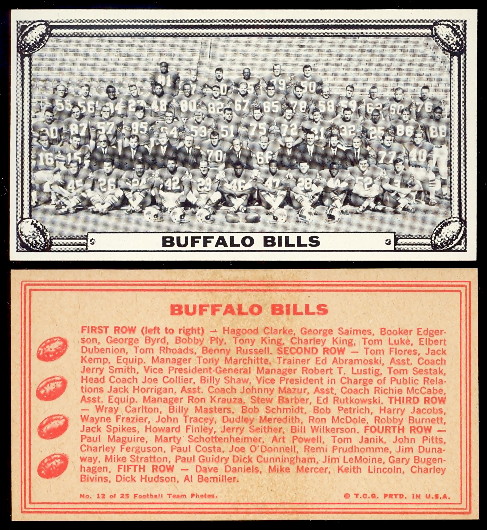 BUFFALO BILLS
BUFFALO BILLS
FIRST ROW (left to right) — Hagood Clarke, George Saimes, Booker Edger-
son, George Byrd, Bobby Ply, Tony King, Charley King, Tom Luke, Elbert
Dubenion, Tom Rhoads, Benny Russell. SECOND ROW — Tom Flores, Jack
Kemp, Equip. Manager Tony Marchitte, Trainer Ed Abramoski, Asst. Coach
Jerry Smith, Vice President-General Manager Robert T. Lustig, Tom Sestak,
Head Coach Joe Collier, Billy Shaw, Vice President in Charge of Public Rela-
tions Jack Horrigan, Asst. Coach Johnny Mazur, Asst. Coach Richie McCabe,
Asst. Equip. Manager Ron Krauza, Stew Barber, Ed Rutkowski. THIRD ROW
— Wray Carlton, Billy Masters, Bob Schmidt, Bob Petrich, Harry Jacobs,
Wayne Frazier, John Tracey, Dudley Meredith, Ron McDole, Robby Burnett,
Jack Spikes, Howard Finley, Jerry Seither, Bill Wilkerson. FOURTH ROW —
Paul Maguire, Marty Schottenheimer, Art Powell, Tom Janik, John Pitts,
Charley Ferguson, Paul Costa, Joe O'Donnell, Remi Prudhomme, Jim Duna-
way, Mike Stratton, Paul Guidry Dick Cunningham, Jim LeMoine, Gary Bugen-
hagen. FIFTH ROW — Dave Daniels, Mike Mercer, Keith Lincoln, Charley
Bivins, Dick Hudson, Al Bemiller.
No. 12 of 25 Football Team Photos.
© T.C.G. PRTD. IN U.S.A.